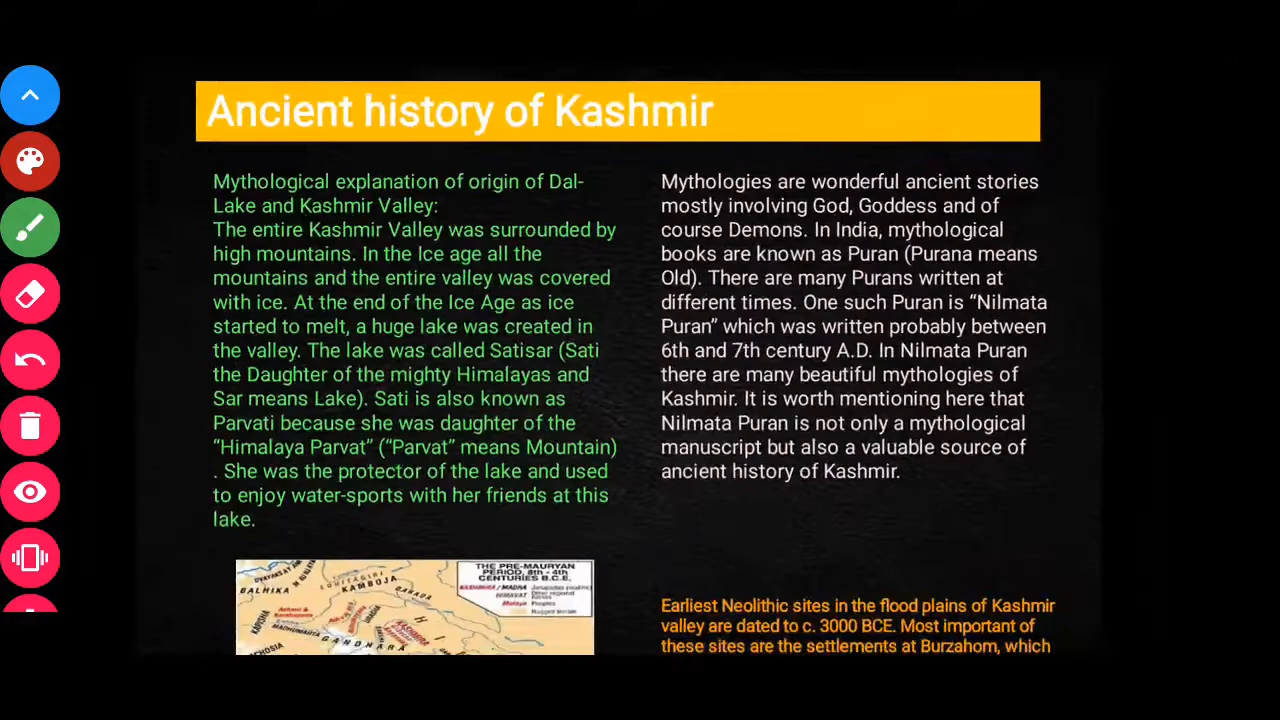 Ancient history of Kashmir
Mythological explanation of origin of Dal-
Lake and Kashmir Valley:
The entire Kashmir Valley was surrounded by
high mountains. In the Ice age all the
mountains and the entire valley was covered
with ice. At the end of the Ice Age as ice
started to melt, a huge lake was created in
the valley. The lake was called Satisar (Sati
the Daughter of the mighty Himalayas and
Sar means Lake). Sati is also known as
Parvati because she was daughter of the
“Himalaya Parvat” (“Parvat” means Mountain)
. She was the protector of the lake and used
to enjoy water-sports with her friends at this
lake.
Mythologies are wonderful ancient stories
mostly involving God, Goddess and of
course Demons. In India, mythological
books are known as Puran (Purana means
Old). There are many Purans written at
different times. One such Puran is “Nilmata
Puran” which was written probably between
6th and 7th century A.D. In Nilmata Puran
there are many beautiful mythologies of
Kashmir. It is worth mentioning here that
Nilmata Puran is not only a mythological
manuscript but also a valuable source of
ancient history of Kashmir.
THE PRE-MAURYAN
PERIOD, 8th - 4th
CENTURIES B.C.E.
HIMAVAT
Malaya Peoples
BALHIKA
KAMBOJA
DARADA
KAPISHA
GANDHARA
HI
Earliest Neolithic sites in the flood plains of Kashmir
valley are dated to c. 3000 BCE. Most important of
these sites are the settlements at Burzahom, which